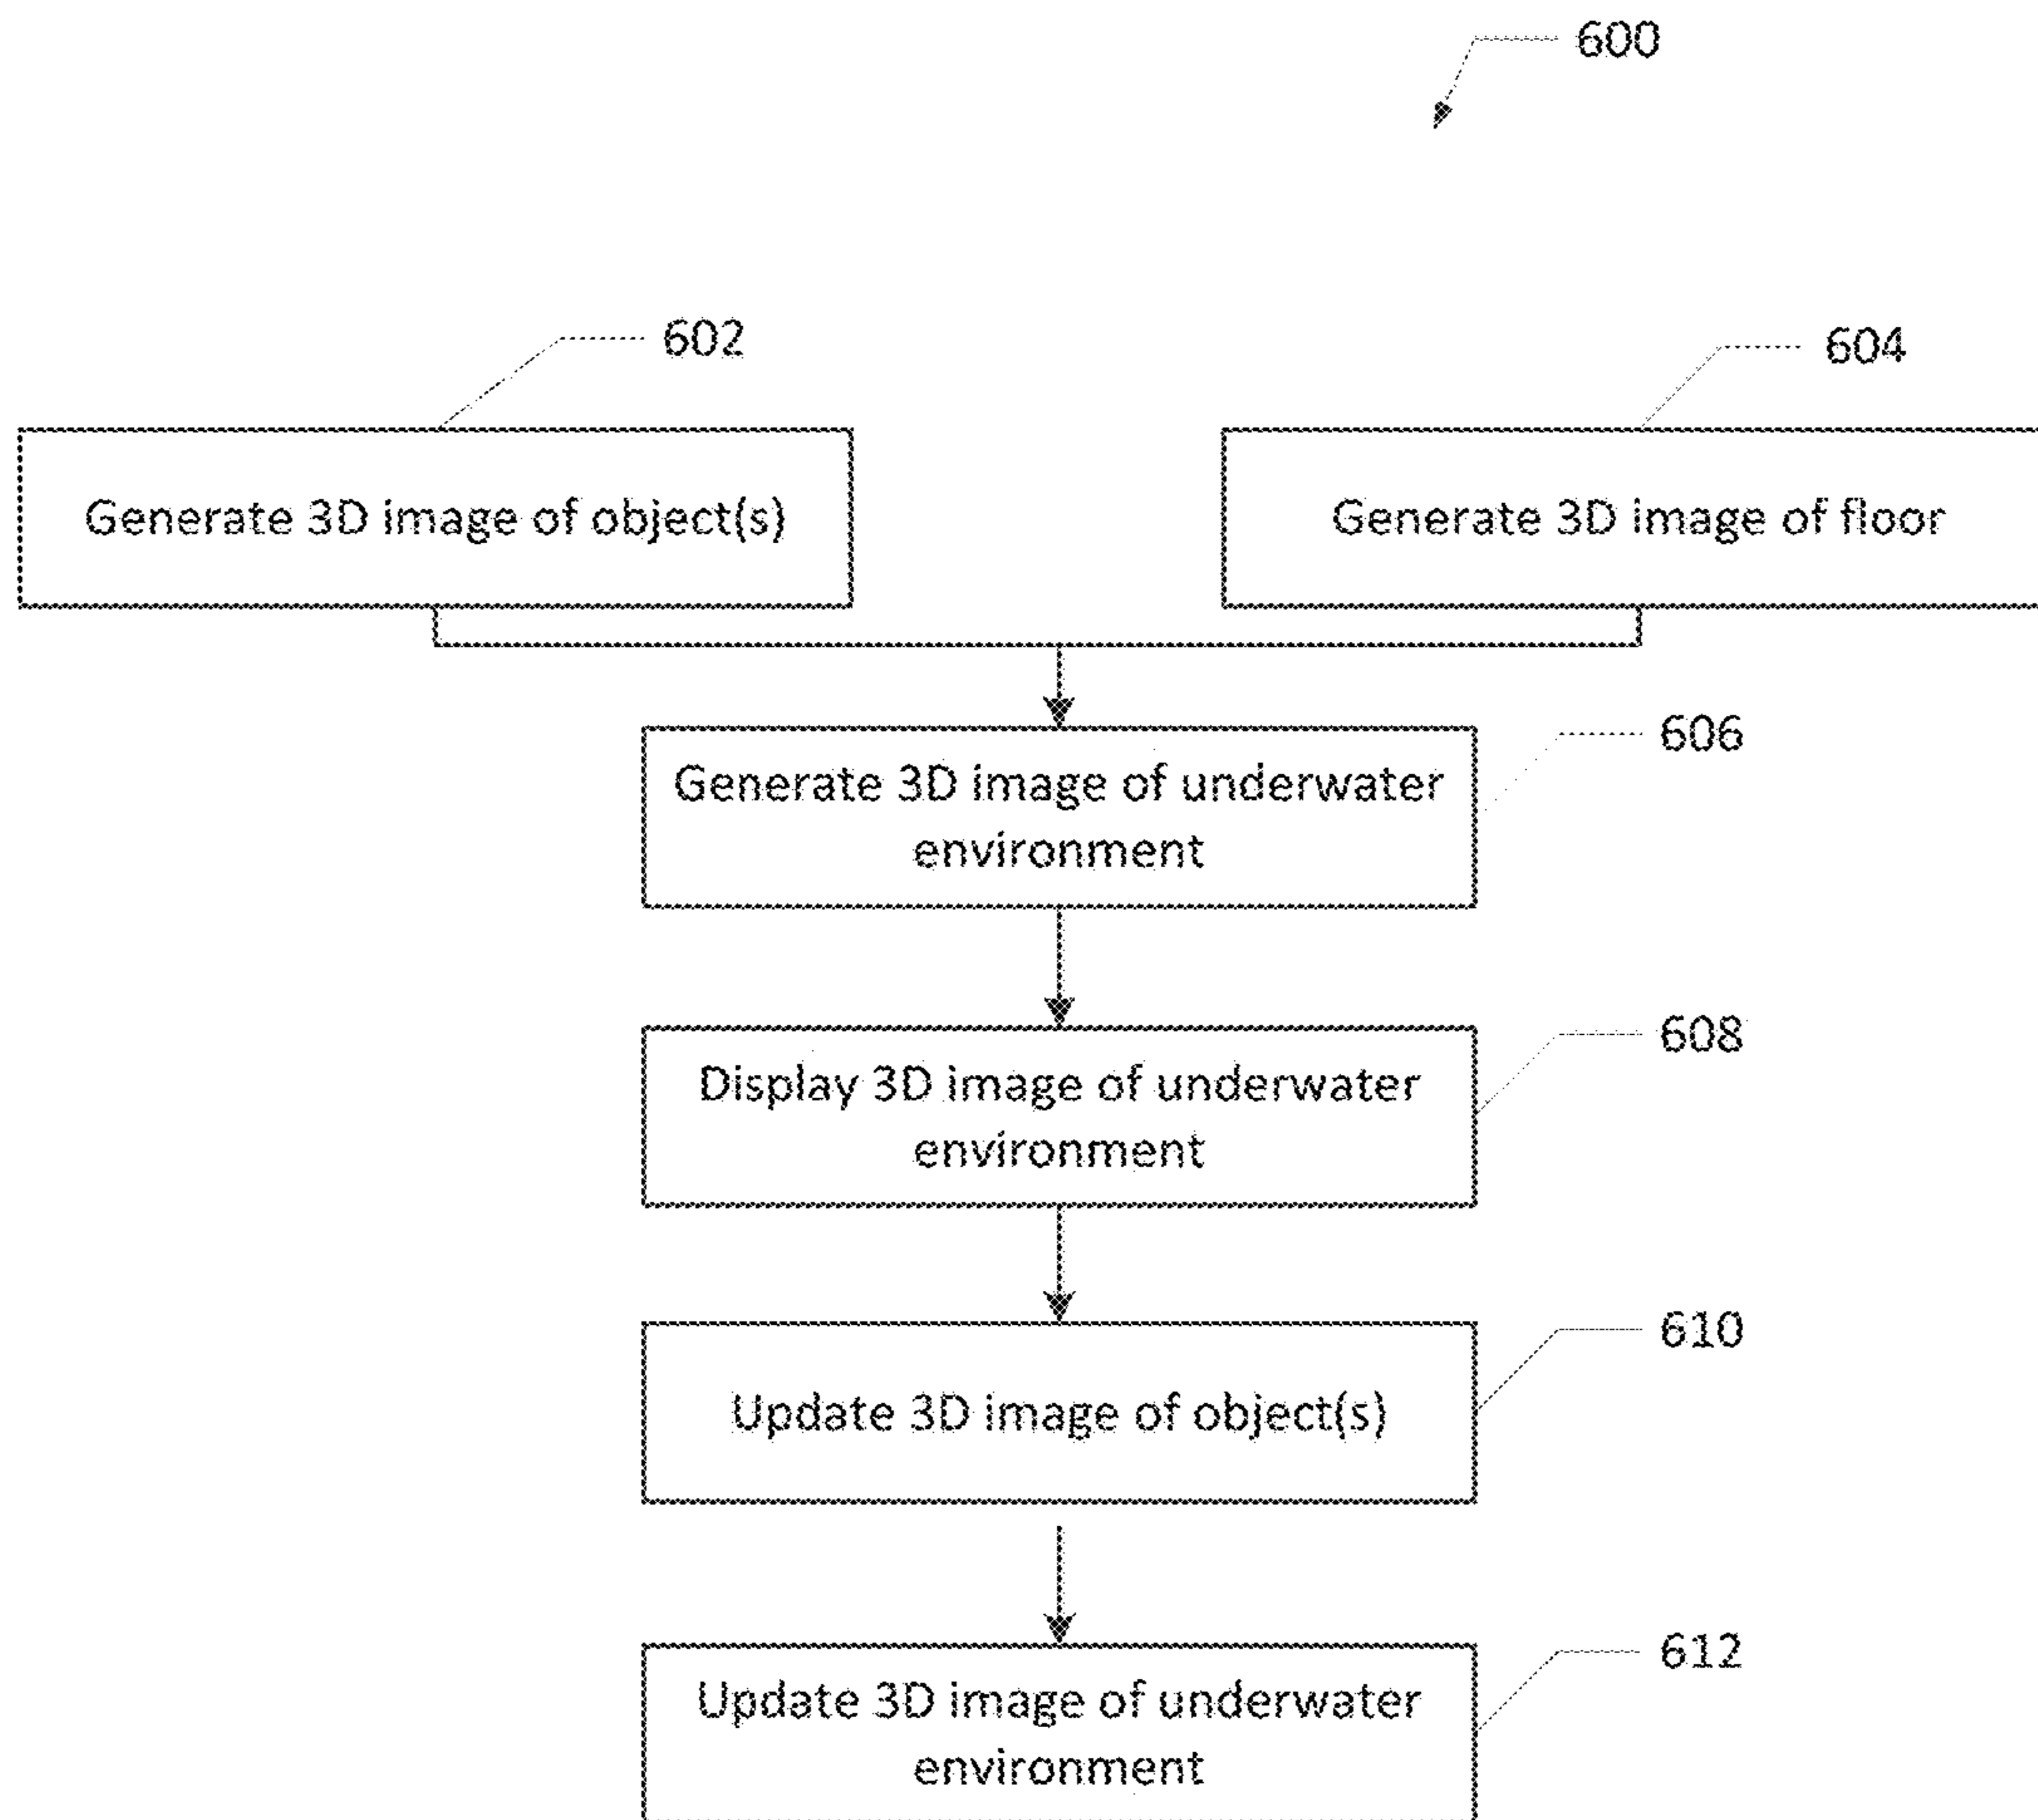 600
602
604
Generate 3D image of object(s)
Generate 3D image of floor
606
Generate 3D image of underwater
environment
608
Display 3D image of underwater
environment
610
Update 3D image of object(s)
612
Update 3D image of underwater
environment